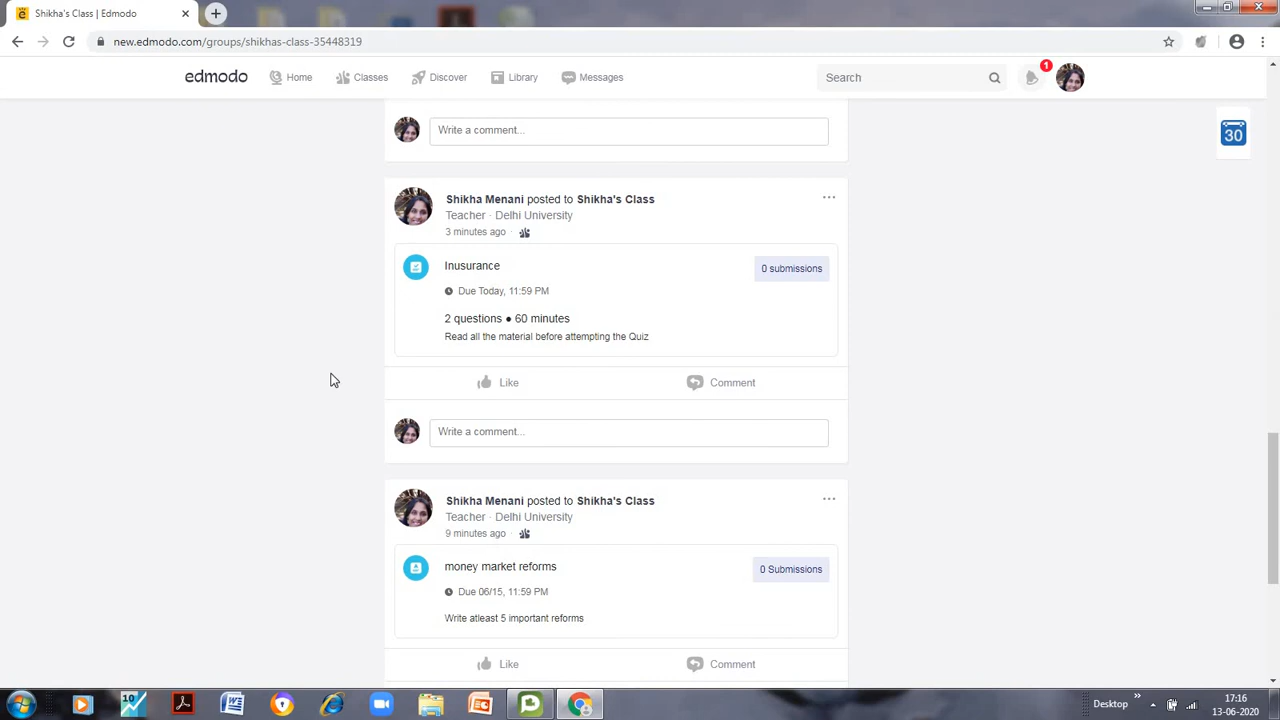 Shikha's Class | Edmodo
new.edmodo.com/groups/shikhas-class-35448319
edmodo Home Classes Discover Library Messages Search 1
30
Write a comment...
Shikha Menani posted to Shikha's Class
Teacher · Delhi University
3 minutes ago ·
Inusurance 0 submissions
Due Today, 11:59 PM
2 questions ● 60 minutes
Read all the material before attempting the Quiz
Like Comment
Write a comment...
Shikha Menani posted to Shikha's Class
Teacher · Delhi University
9 minutes ago ·
money market reforms 0 Submissions
Due 06/15, 11:59 PM
Write atleast 5 important reforms
Like Comment
10 Desktop » 17:16
13-06-2020